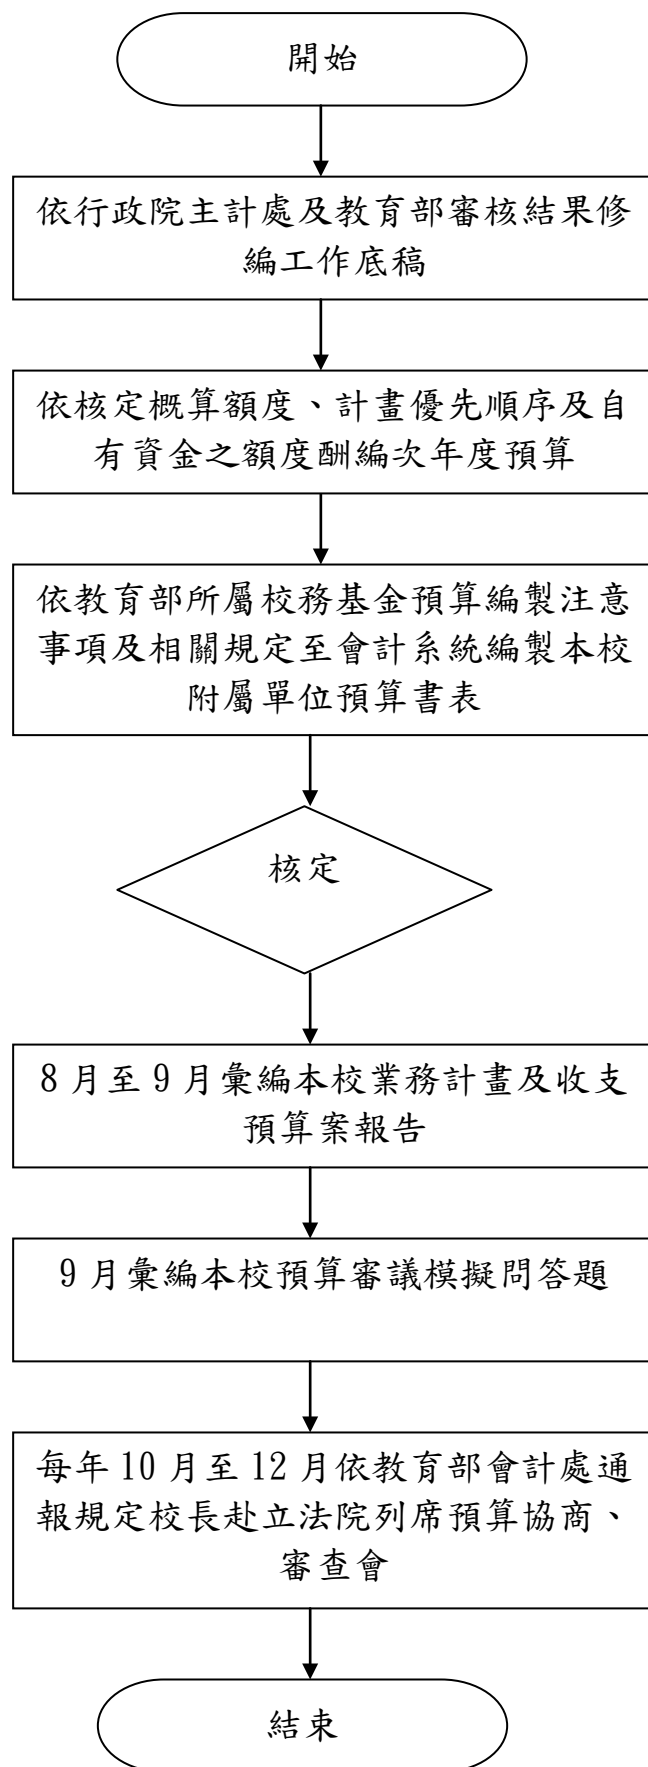 開始
依行政院主計處及教育部審核結果修
編工作底稿
依核定概算額度、計畫優先順序及自
有資金之額度酬編次年度預算
依教育部所屬校務基金預算編製注意
事項及相關規定至會計系統編製本校
附屬單位預算書表
核定
8月至9月彙編本校業務計畫及收支
預算案報告
9月彙編本校預算審議模擬問答題
每年10月至12月依教育部會計處通
報規定校長赴立法院列席預算協商、
審查會
結束